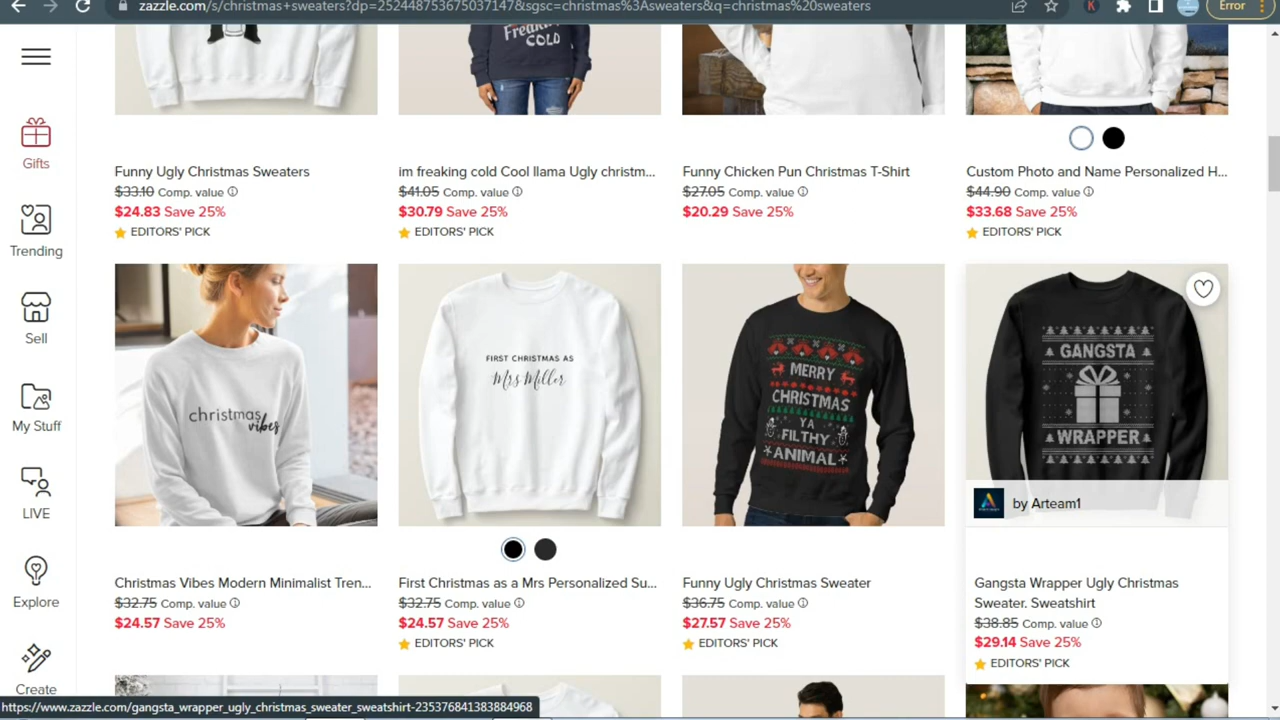 zazzle.com/s/christmas+sweaters?dp=252448753675037147&sgsc=christmas%3Asweaters&q=christmas%20sweaters
K
Error
Freakin
COLD
Gifts
Trending
Sell
My Stuff
LIVE
Explore
Create
Funny Ugly Christmas Sweaters
$33.10 Comp. value
$24.83 Save 25%
EDITORS' PICK
im freaking cold Cool llama Ugly christm...
$41.05 Comp. value
$30.79 Save 25%
EDITORS' PICK
Funny Chicken Pun Christmas T-Shirt
$27.05 Comp. value
$20.29 Save 25%
Custom Photo and Name Personalized H...
$44.90 Comp. value
$33.68 Save 25%
EDITORS' PICK
christmas
vibes
FIRST CHRISTMAS AS
Mrs Miller
MERRY
CHRISTMAS
YA
FILTHY
ANIMAL
GANGSTA
WRAPPER
by Arteam1
Christmas Vibes Modern Minimalist Tren...
$32.75 Comp. value
$24.57 Save 25%
First Christmas as a Mrs Personalized Su...
$32.75 Comp. value
$24.57 Save 25%
EDITORS' PICK
Funny Ugly Christmas Sweater
$36.75 Comp. value
$27.57 Save 25%
EDITORS' PICK
Gangsta Wrapper Ugly Christmas
Sweater. Sweatshirt
$38.85 Comp. value
$29.14 Save 25%
EDITORS' PICK
https://www.zazzle.com/gangsta_wrapper_ugly_christmas_sweater_sweatshirt-235376841383884968